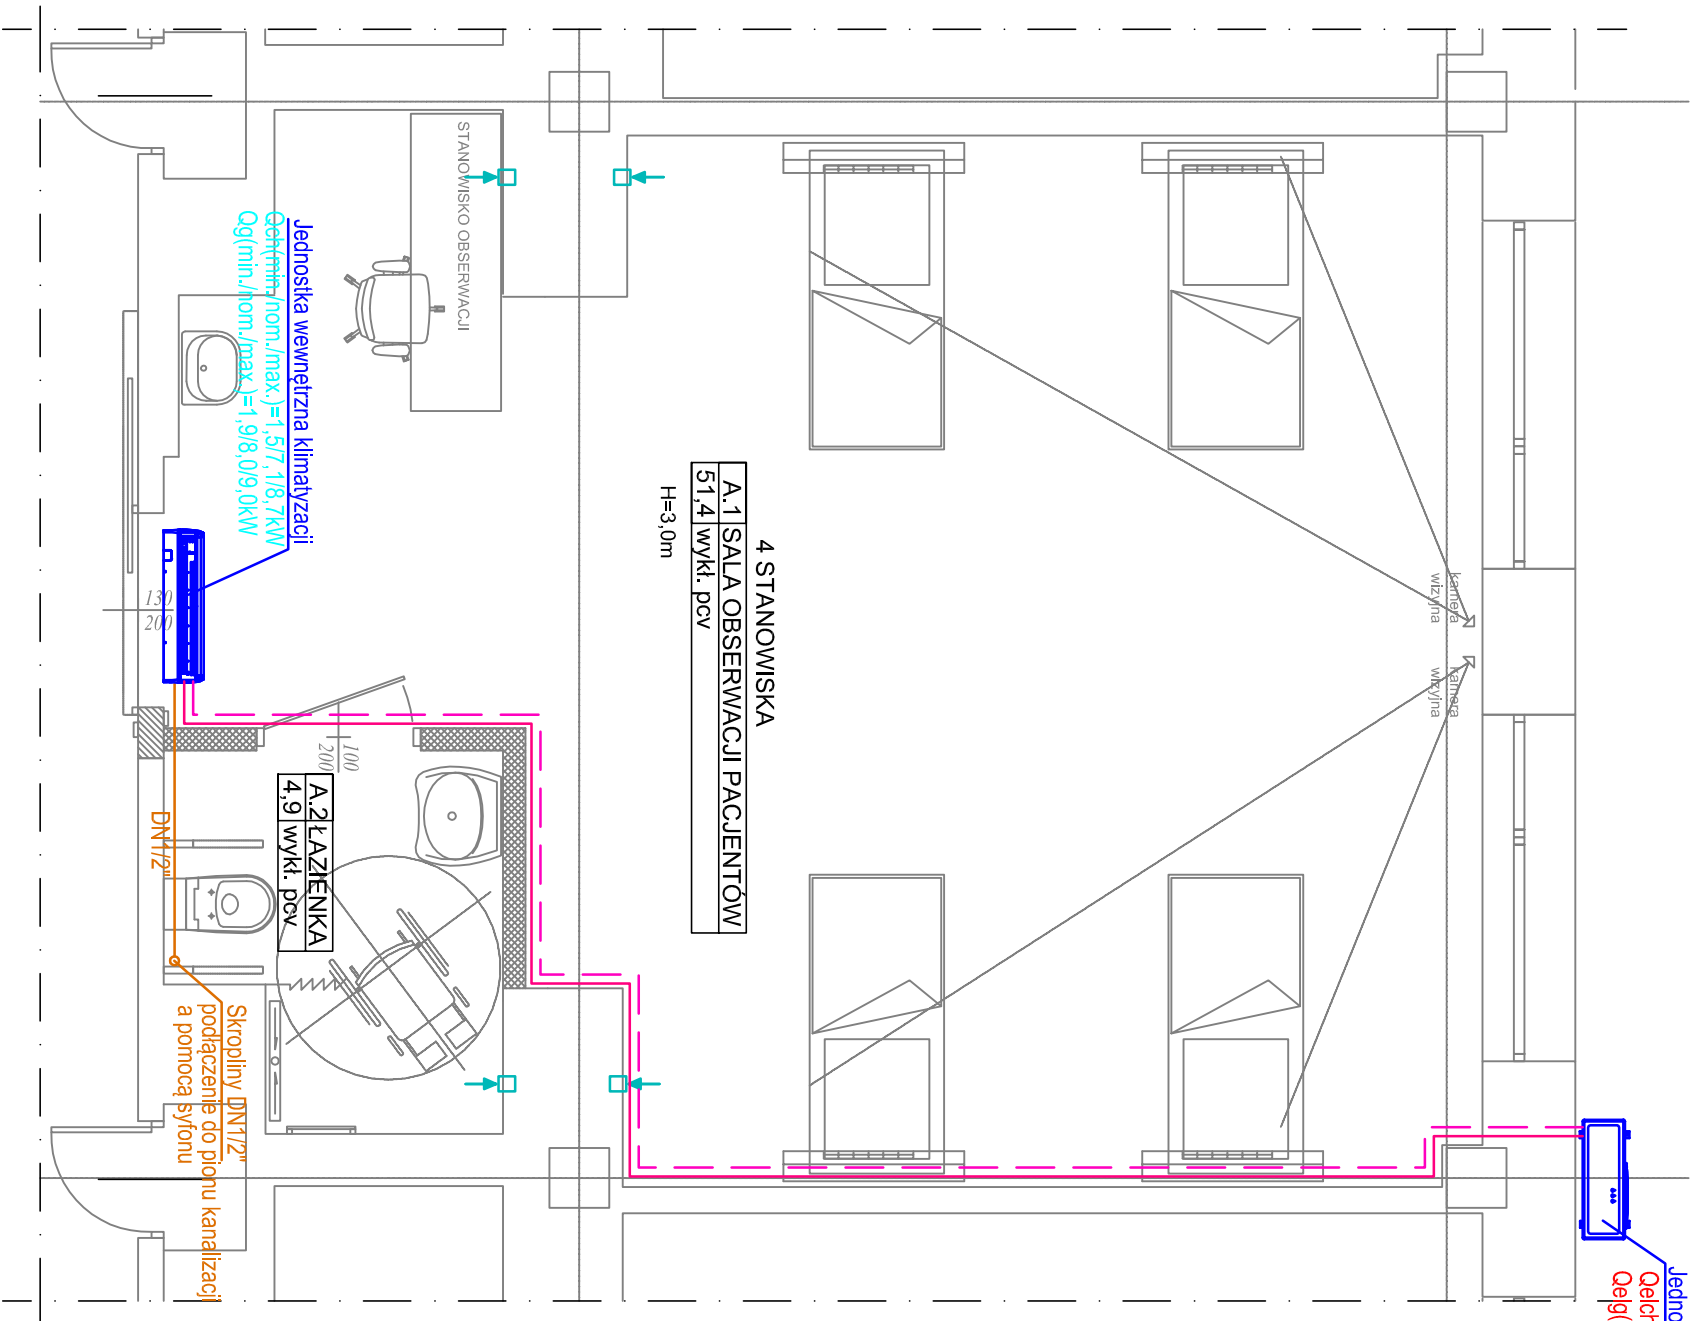 STANOWISKO OBSERWACJI
Jednostka wewnętrzna klimatyzacji
Qch(min./nom./max.)=1,5/7,1/8,7kW
Qg(min./nom./max.)=1,9/8,0/9,0kW
4 STANOWISKA
A.1 SALA OBSERWACJI PACJENTÓW
51,4 wykł. pcv
H=3,0m
kamera
wizyjna
kamera
wizyjna
130
200
100
200
A.2 ŁAZIENKA
4,9 wykł. pcv
DN1/2"
Skropliny DN1/2"
podłączenie do pionu kanalizacji
a pomocą syfonu
Jedno
Qelch
Qelg(